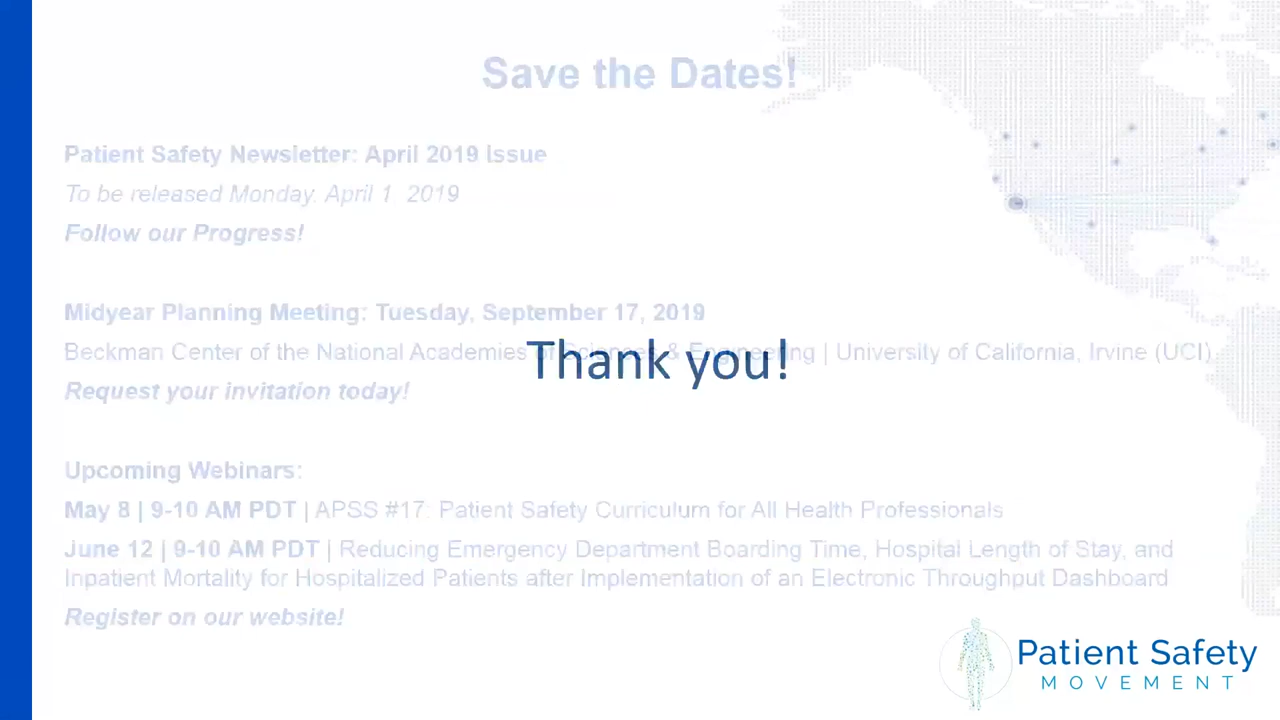 Save the Dates!
Patient Safety Newsletter: April 2019 Issue
To be released Monday, April 1, 2019
Follow our Progress!
Midyear Planning Meeting: Tuesday, September 17, 2019
Beckman Center of the National Academies of Sciences & Engineering | University of California, Irvine (UCI)
Thank you!
Request your invitation today!
Upcoming Webinars:
May 8 | 9-10 AM PDT | APSS #17: Patient Safety Curriculum for All Health Professionals
June 12 | 9-10 AM PDT | Reducing Emergency Department Boarding Time, Hospital Length of Stay, and
Inpatient Mortality for Hospitalized Patients after Implementation of an Electronic Throughput Dashboard
Register on our website!
Patient Safety
MOVEMENT